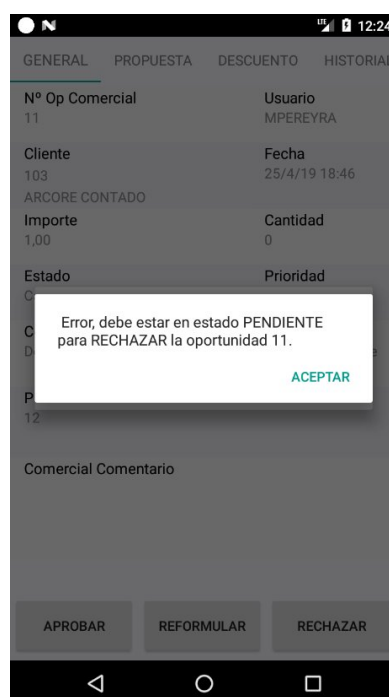 LTE 12:24
GENERAL PROPUESTA DESCUENTO HISTORIAL
Nº Op Comercial Usuario
11 MPEREYRA
Cliente Fecha
103 25/4/19 18:46
ARCORE CONTADO
Importe Cantidad
1,00 0
Estado Prioridad
Error, debe estar en estado PENDIENTE
para RECHAZAR la oportunidad 11.
ACEPTAR
12
Comercial Comentario
APROBAR REFORMULAR RECHAZAR